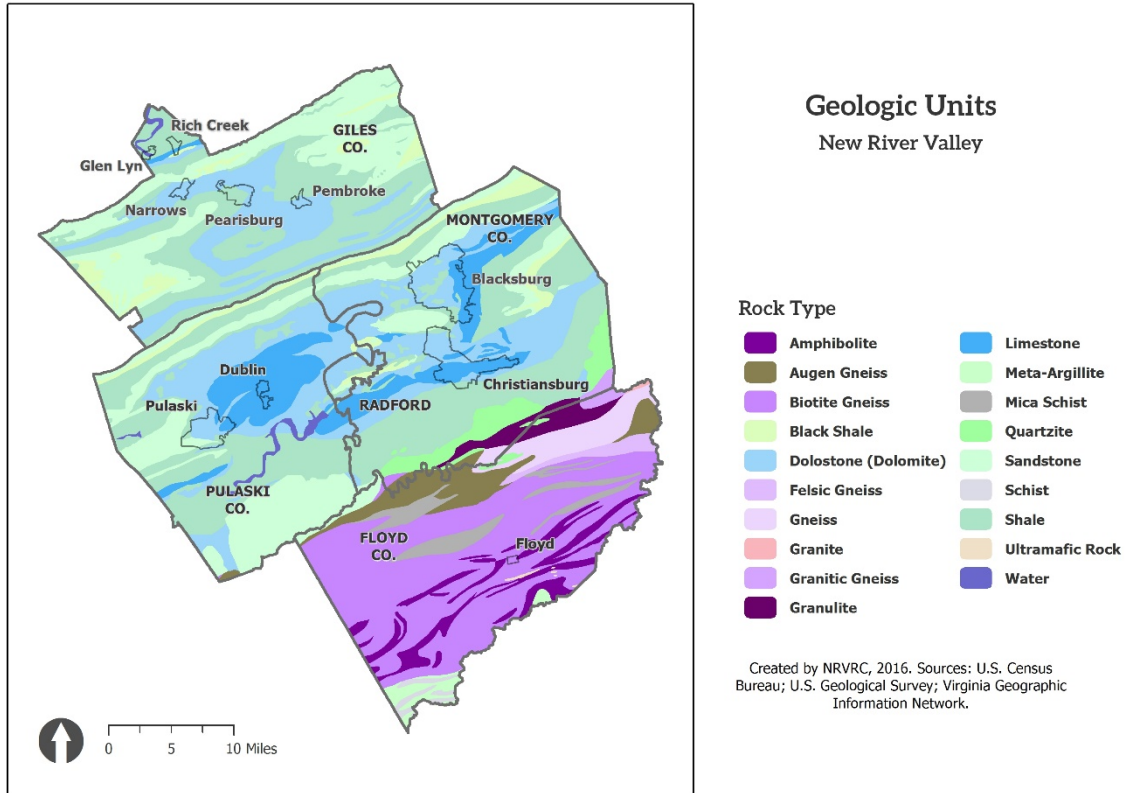 Geologic Units
New River Valley
Rich Creek
GILES
CO.
Glen Lyn
Narrows
Pembroke
Pearisburg
MONTGOMERY
CO.
Blacksburg
Dublin
Christiansburg
Pulaski
RADFORD
PULASKI
CO.
FLOYD
CO.
Floyd
0 5 10 Miles
Rock Type
Amphibolite
Augen Gneiss
Biotite Gneiss
Black Shale
Dolostone (Dolomite)
Felsic Gneiss
Gneiss
Granite
Granitic Gneiss
Granulite
Limestone
Meta-Argillite
Mica Schist
Quartzite
Sandstone
Schist
Shale
Ultramafic Rock
Water
Created by NRVRC, 2016. Sources: U.S. Census
Bureau; U.S. Geological Survey; Virginia Geographic
Information Network.